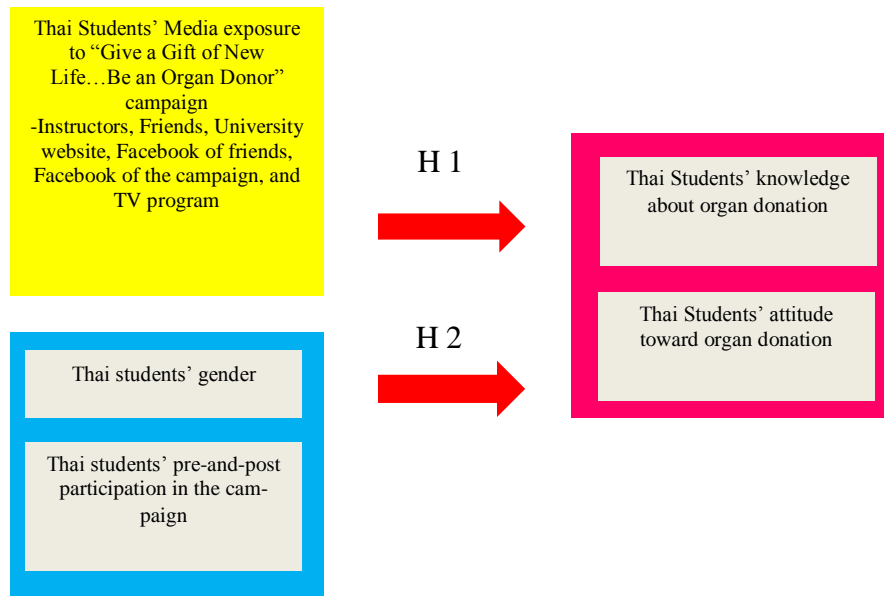 Thai Students’ Media exposure
to “Give a Gift of New
Life…Be an Organ Donor”
campaign
-Instructors, Friends, University
website, Facebook of friends,
Facebook of the campaign, and
TV program
H 1
Thai Students’ knowledge
about organ donation
Thai Students’ attitude
toward organ donation
H 2
Thai students’ gender
Thai students’ pre-and-post
participation in the cam-
paign